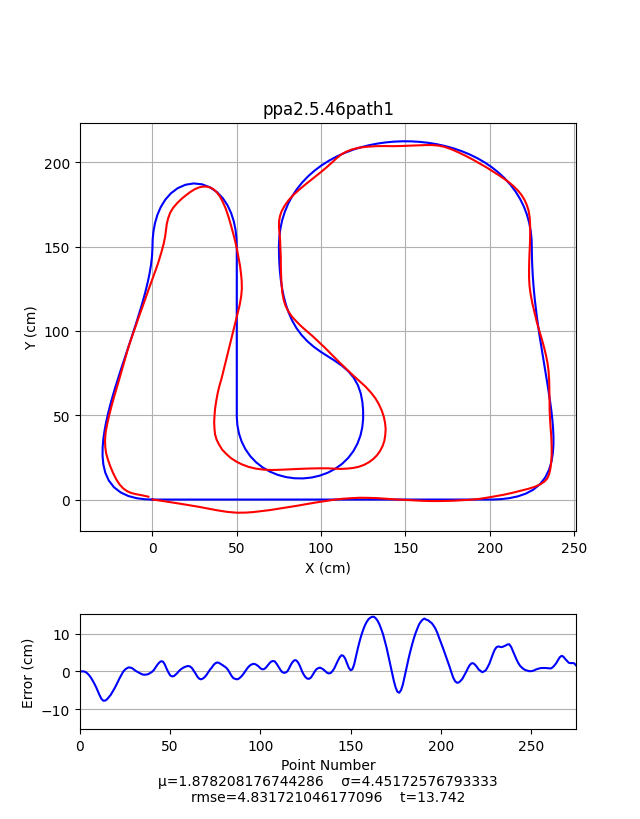 ppa2.5.46path1
200
150
100
50
0
Y (cm)
0 50 100 150 200 250
X (cm)
10
0
−10
Error (cm)
0 50 100 150 200 250
Point Number
μ=1.878208176744286 σ=4.45172576793333
rmse=4.831721046177096 t=13.742